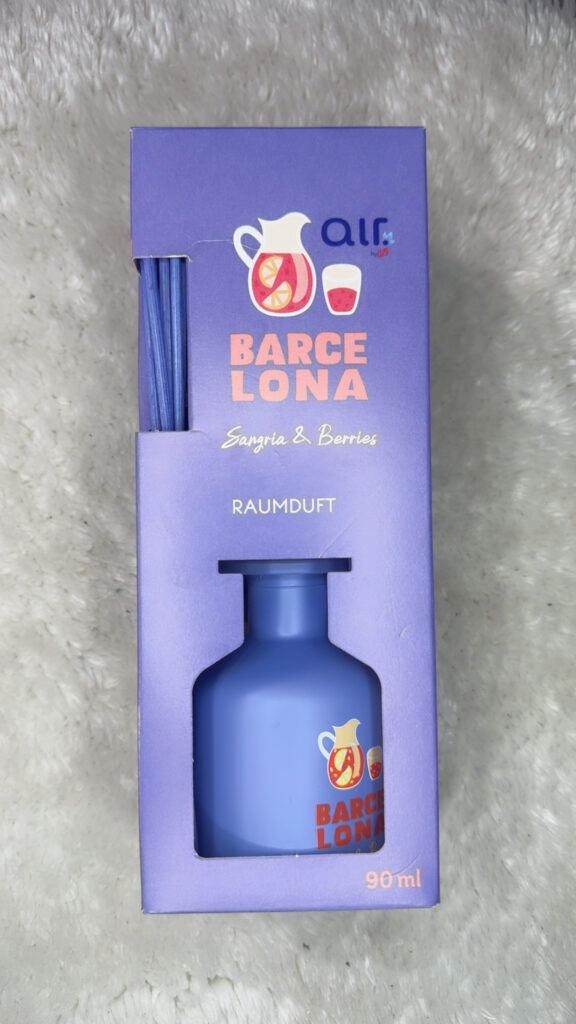 air.
BARCE
LONA
Sangria & Berries
RAUMDUFT
BARCE
LONA
90 ml